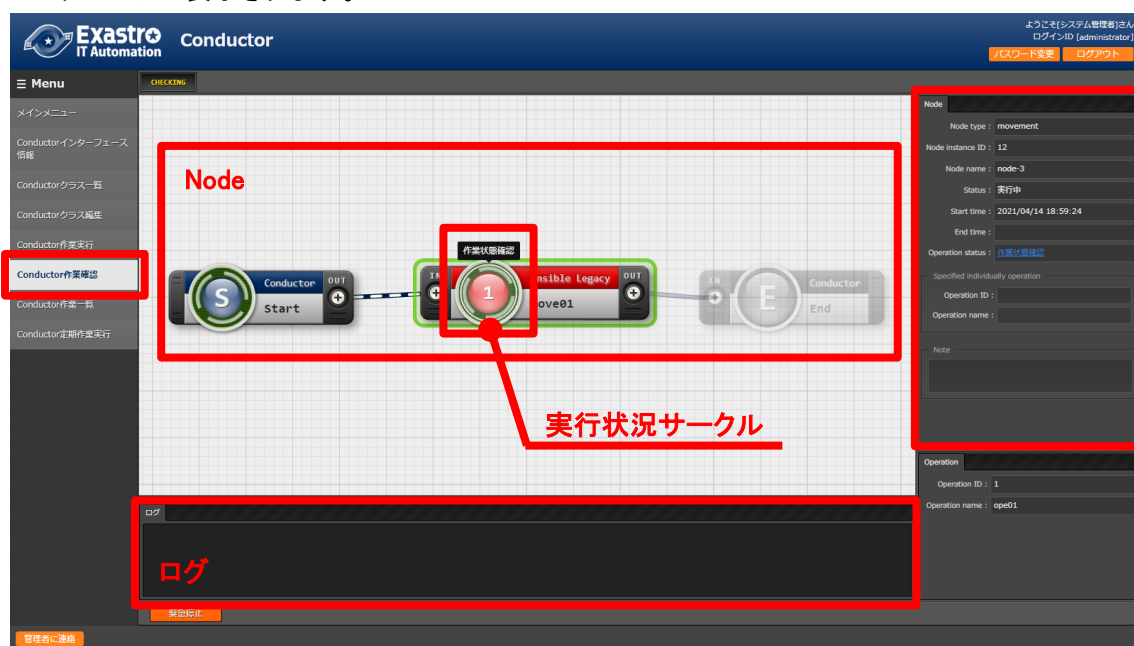 Exastro
IT Automation
Conductor
ようこそ[システム管理者]さん
ログインID [administrator]
パスワード変更
ログアウト
Menu
CHECKING
メインメニュー
Conductorインターフェース
情報
Conductorクラス一覧
Conductorクラス編集
Conductor作業実行
Conductor作業確認
Conductor作業一覧
Conductor定期作業実行
Node
作業状態確認
S
Conductor
Start
OUT
IN
1
nsible Legacy
ove01
OUT
IN
E
Conductor
End
実行状況サークル
Node
Node type : movement
Node instance ID : 12
Node name : node-3
Status : 実行中
Start time : 2021/04/14 18:59:24
End time :
Operation status : 作業状態確認
Specified individually operation
Operation ID :
Operation name :
Note
Operation
Operation ID : 1
Operation name : ope01
ログ
ログ
緊急停止
管理者に連絡